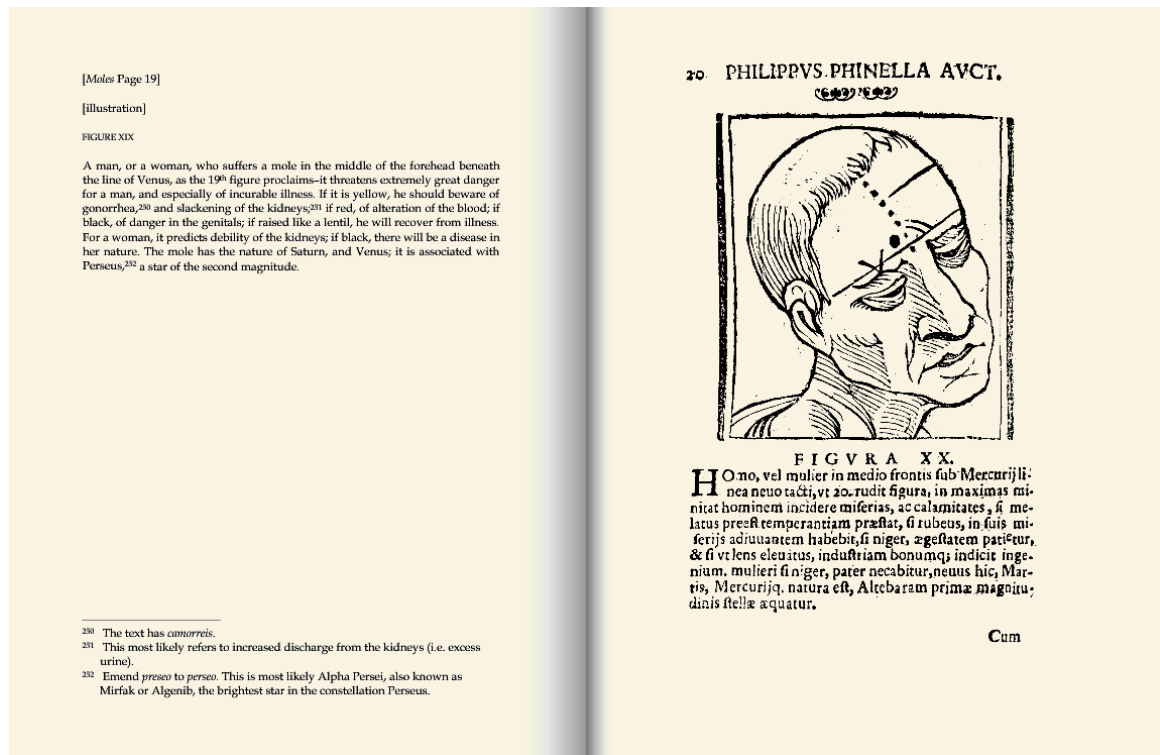 [Moles Page 19]
[illustration]
FIGURE XIX
A man, or a woman, who suffers a mole in the middle of the forehead beneath
the line of Venus, as the 19th figure proclaims–it threatens extremely great danger
for a man, and especially of incurable illness. If it is yellow, he should beware of
gonorrhea,250 and slackening of the kidneys;251 if red, of alteration of the blood; if
black, of danger in the genitals; if raised like a lentil, he will recover from illness.
For a woman, it predicts debility of the kidneys; if black, there will be a disease in
her nature. The mole has the nature of Saturn, and Venus; it is associated with
Perseus,252 a star of the second magnitude.
250 The text has camorreis.
251 This most likely refers to increased discharge from the kidneys (i.e. excess
urine).
252 Emend preseo to perseo. This is most likely Alpha Persei, also known as
Mirfak or Algenib, the brightest star in the constellation Perseus.
20. PHILIPPVS.PHINELLA AVCT.
FIGVRA XX.
HOmo, vel mulier in medio frontis ſub Mercurij li-
nea neuo tacti, vt 20. rudit figura, in maximas mi-
nitat hominem incidere miſerias, ac calamitates, ſi me-
latus preeſt temperantiam præſtat, ſi rubeus, in ſuis mi-
ſerijs adiuuantem habebit, ſi niger, ægeſtatem patietur,
& ſi vt lens eleuatus, induſtriam bonumq; indicit inge-
nium. mulieri ſi niger, pater necabitur, neuus hic, Mar-
tis, Mercurijq. natura eſt, Altebaram primæ magnitu-
dinis ſtellæ æquatur.
Cum